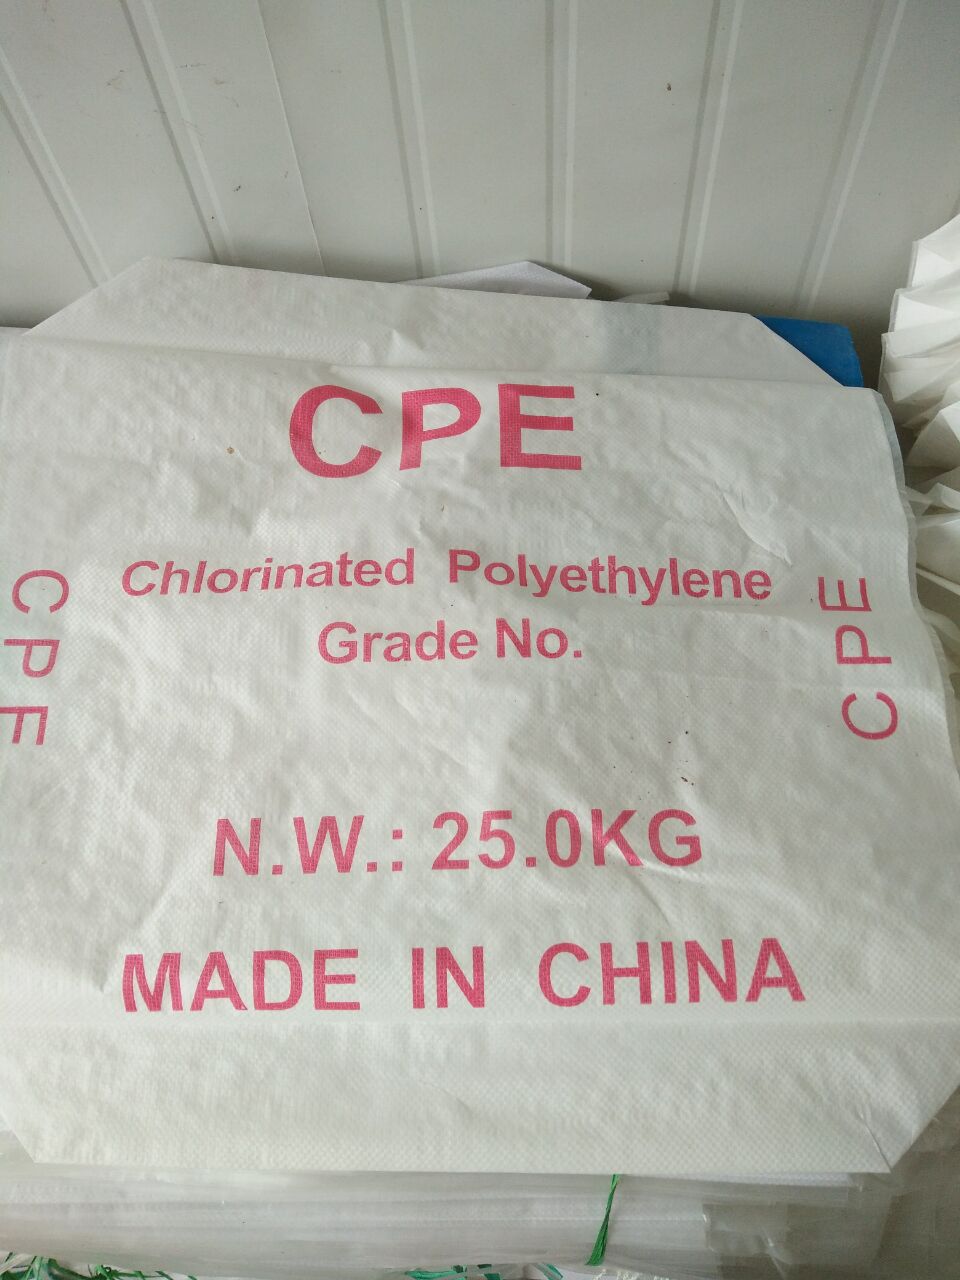 CPE
Chlorinated Polyethylene
Grade No.
CPE
CPE
N.W.: 25.0KG
MADE IN CHINA